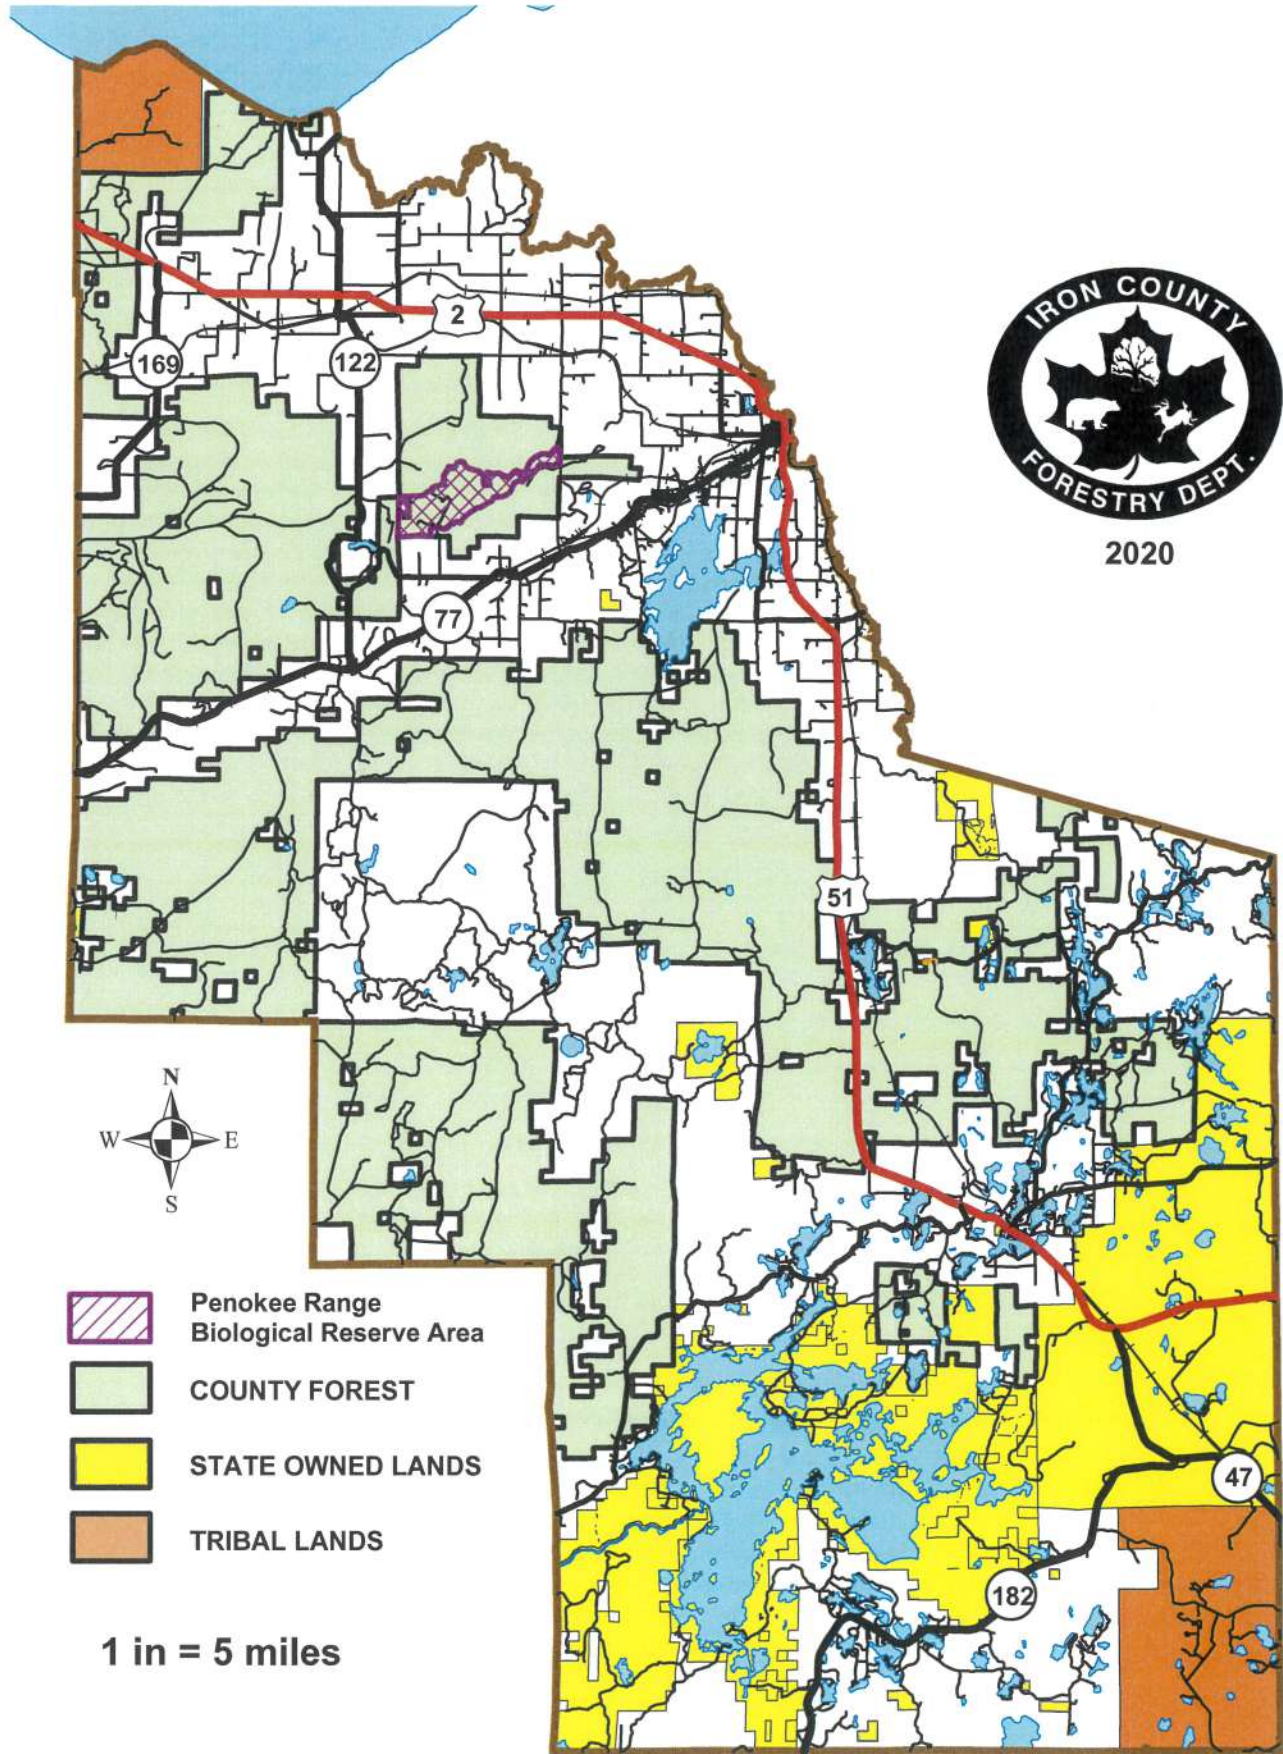 IRON COUNTY
FORESTRY DEPT.
2020
2
169
122
77
51
N
W E
S
Penokee Range
Biological Reserve Area
COUNTY FOREST
STATE OWNED LANDS
TRIBAL LANDS
47
182
1 in = 5 miles